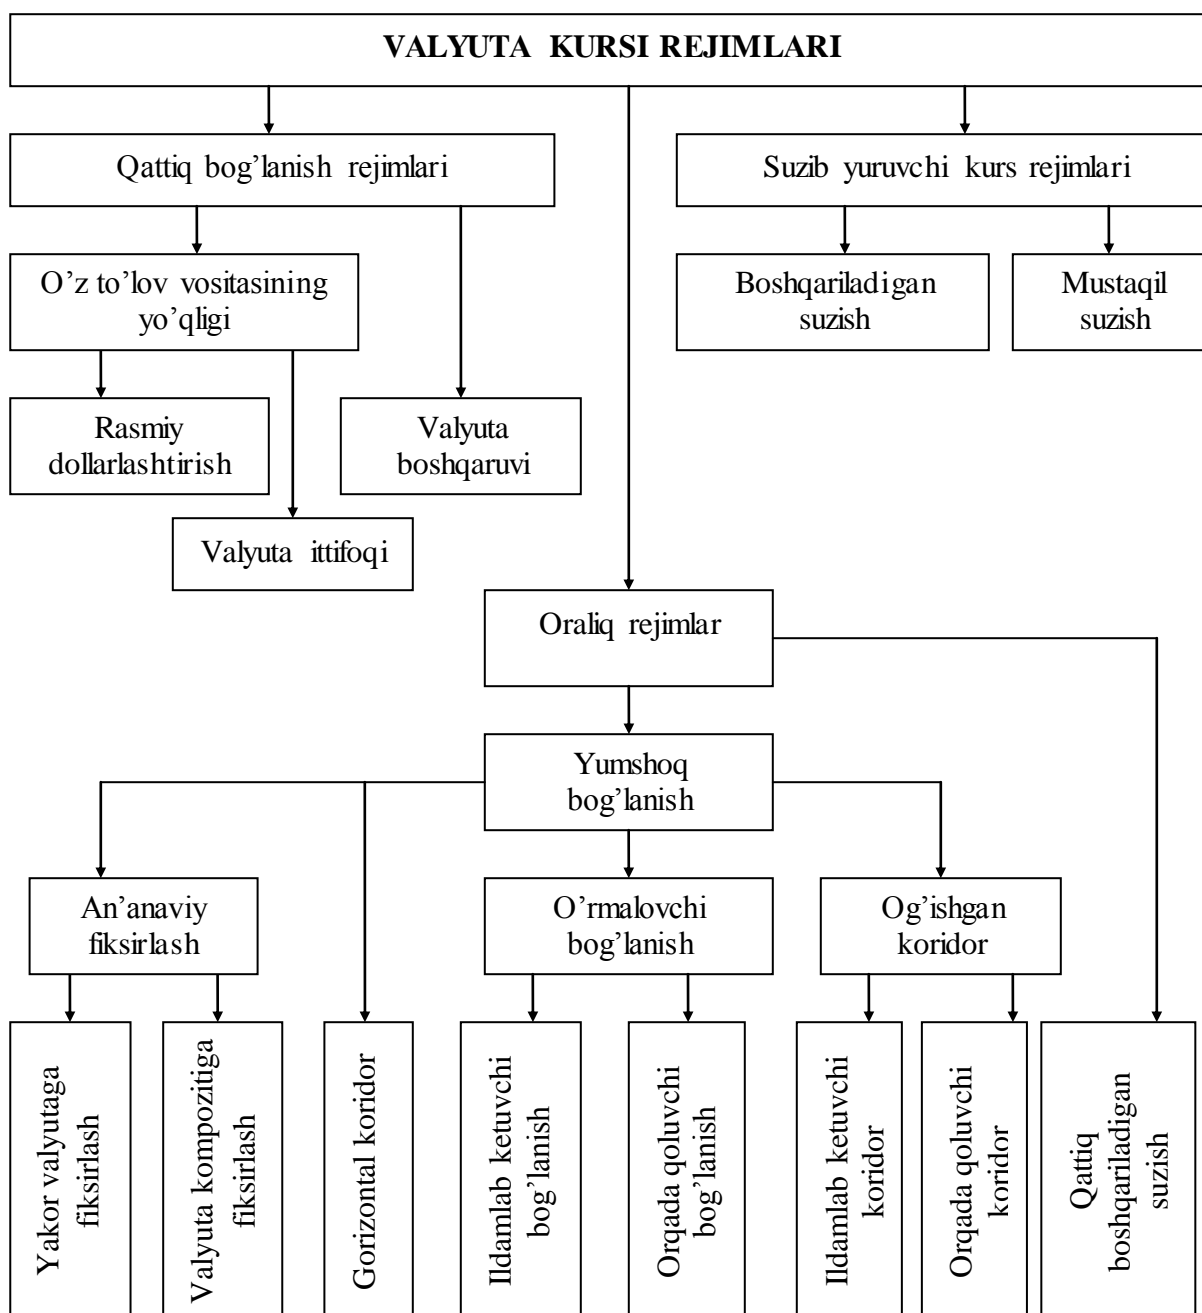 VALYUTA KURSI REJIMLARI
Qattiq bog’lanish rejimlari
Suzib yuruvchi kurs rejimlari
O’z to’lov vositasining
yo’qligi
Boshqariladigan
suzish
Mustaqil
suzish
Rasmiy
dollarlashtirish
Valyuta
boshqaruvi
Valyuta ittifoqi
Oraliq rejimlar
Yumshoq
bog’lanish
An’anaviy
fiksirlash
O’rmalovchi
bog’lanish
Og’ishgan
koridor
Yakor valyutaga
fiksirlash
Valyuta kompozitiga
fiksirlash
Gorizontal koridor
Ildamlab ketuvchi
bog’lanish
Orqada qoluvchi
bog’lanish
Ildamlab ketuvchi
koridor
Orqada qoluvchi
koridor
Qattiq
boshqariladigan
suzish